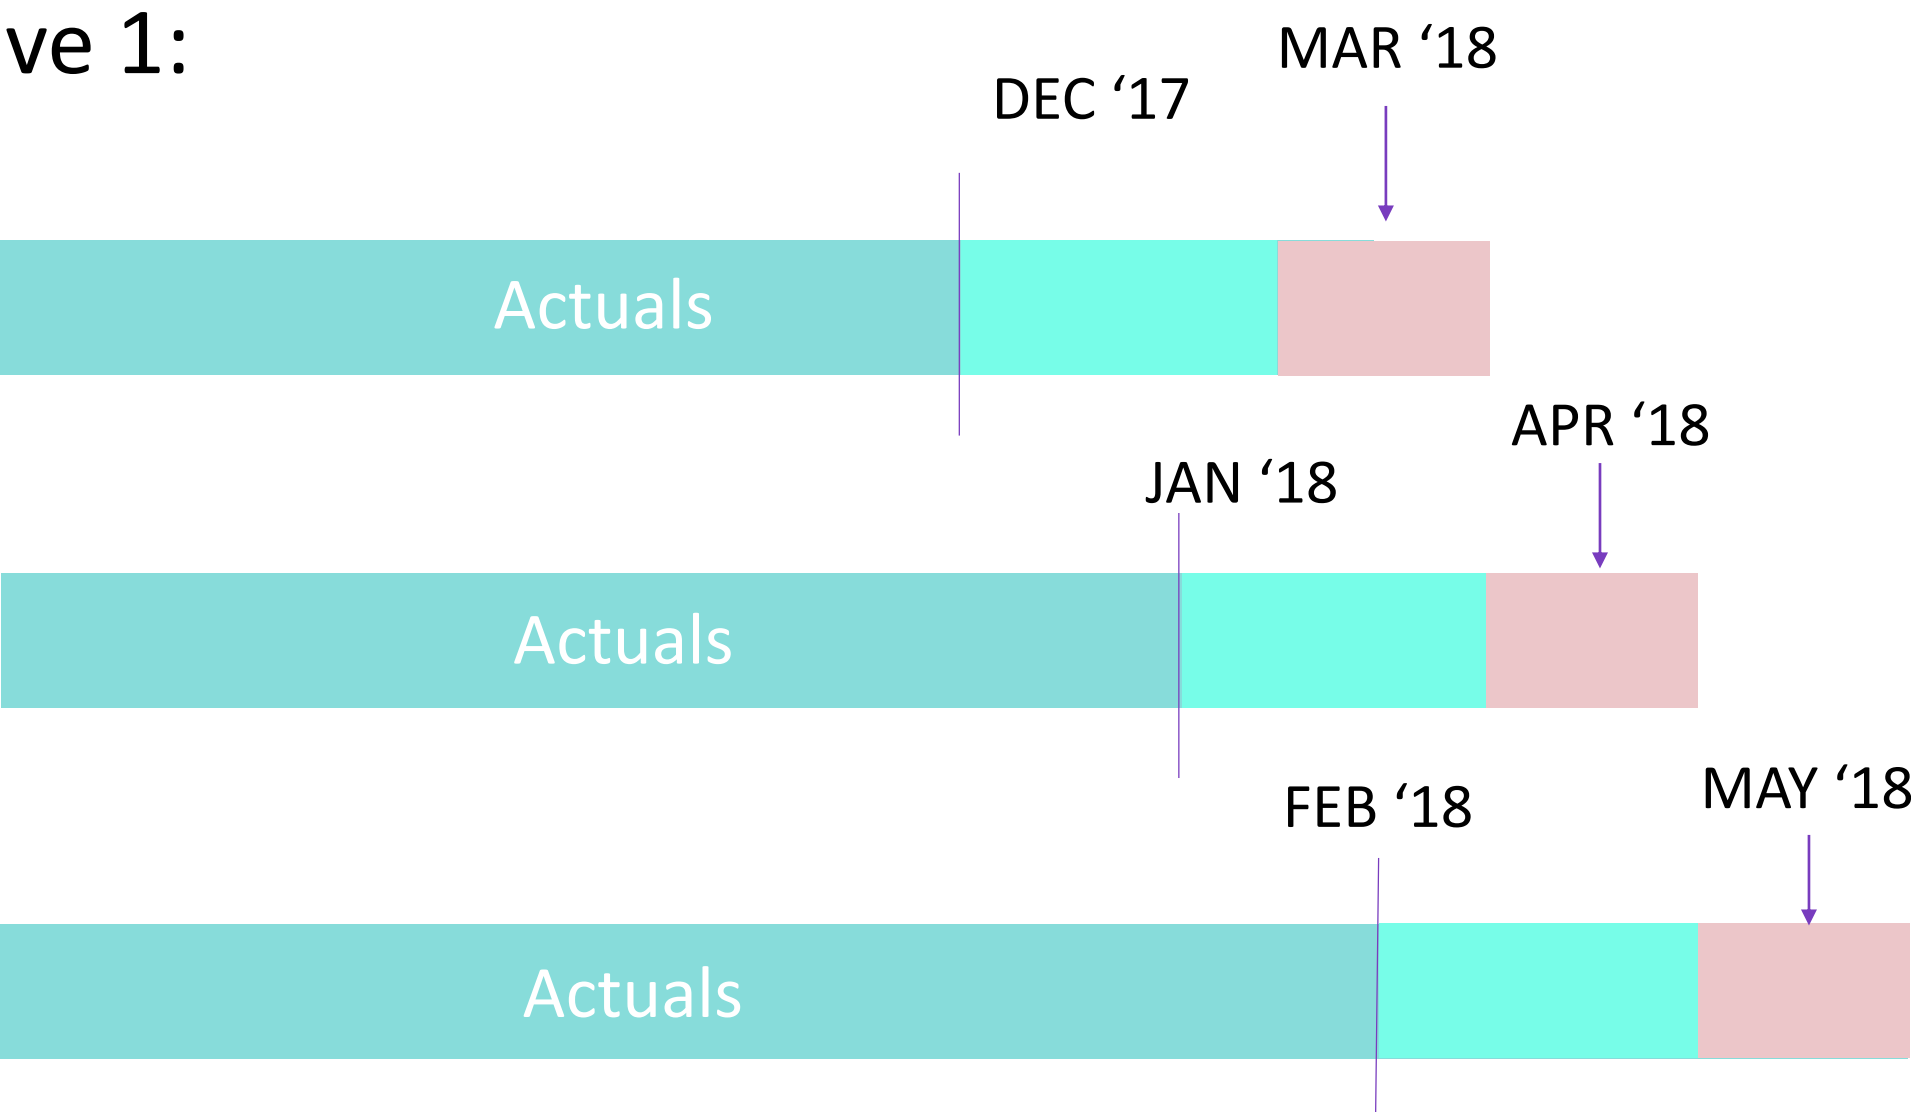 ve 1:
MAR ‘18
DEC ‘17
Actuals
APR ‘18
JAN ‘18
Actuals
MAY ‘18
FEB ‘18
Actuals